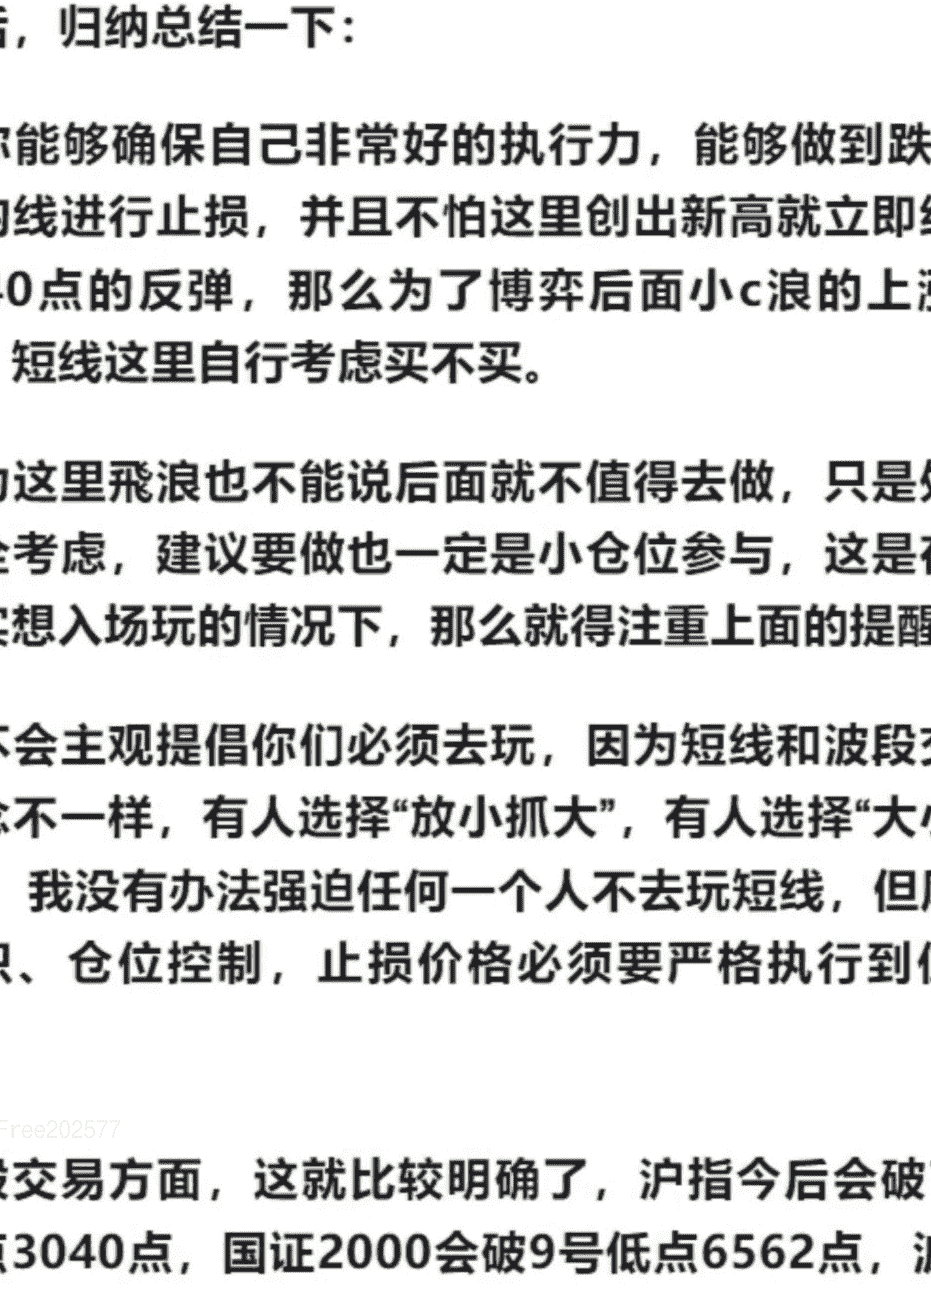 ，归纳总结一下：
能够确保自己非常好的执行力，能够做到跌
线进行止损，并且不怕这里创出新高就立即
0点的反弹，那么为了博弈后面小c浪的上涨
短线这里自行考虑买不买。
这里飛浪也不能说后面就不值得去做，只是
考虑，建议要做也一定是小仓位参与，这是
想入场玩的情况下，那么就得注重上面的提醒
会主观提倡你们必须去玩，因为短线和波段
不一样，有人选择“放小抓大”，有人选择“大
我没有办法强迫任何一个人不去玩短线，但
、仓位控制，止损价格必须要严格执行到
Free202577
交易方面，这就比较明确了，沪指今后会破
3040点，国证2000会破9号低点6562点，